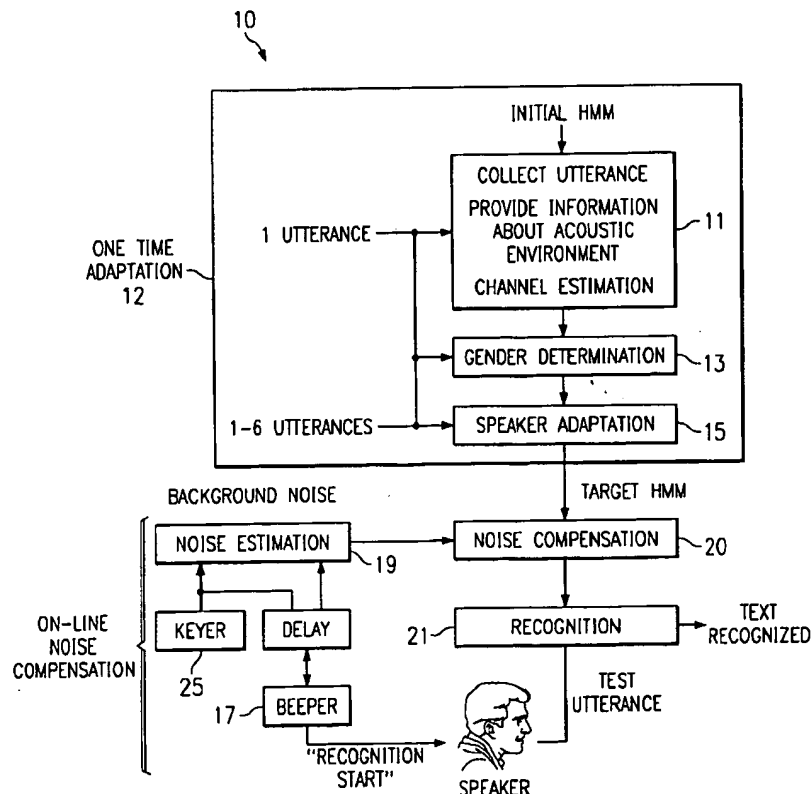 10
INITIAL HMM
COLLECT UTTERANCE
PROVIDE INFORMATION
ABOUT ACOUSTIC
ENVIRONMENT
CHANNEL ESTIMATION
11
1 UTTERANCE
ONE TIME
ADAPTATION
12
GENDER DETERMINATION
13
1-6 UTTERANCES
SPEAKER ADAPTATION
15
BACKGROUND NOISE
TARGET HMM
NOISE ESTIMATION
19
NOISE COMPENSATION
20
ON-LINE
NOISE
COMPENSATION
KEYER
25
DELAY
21
RECOGNITION
TEXT
RECOGNIZED
17
BEEPER
TEST
UTTERANCE
"RECOGNITION
START"
SPEAKER